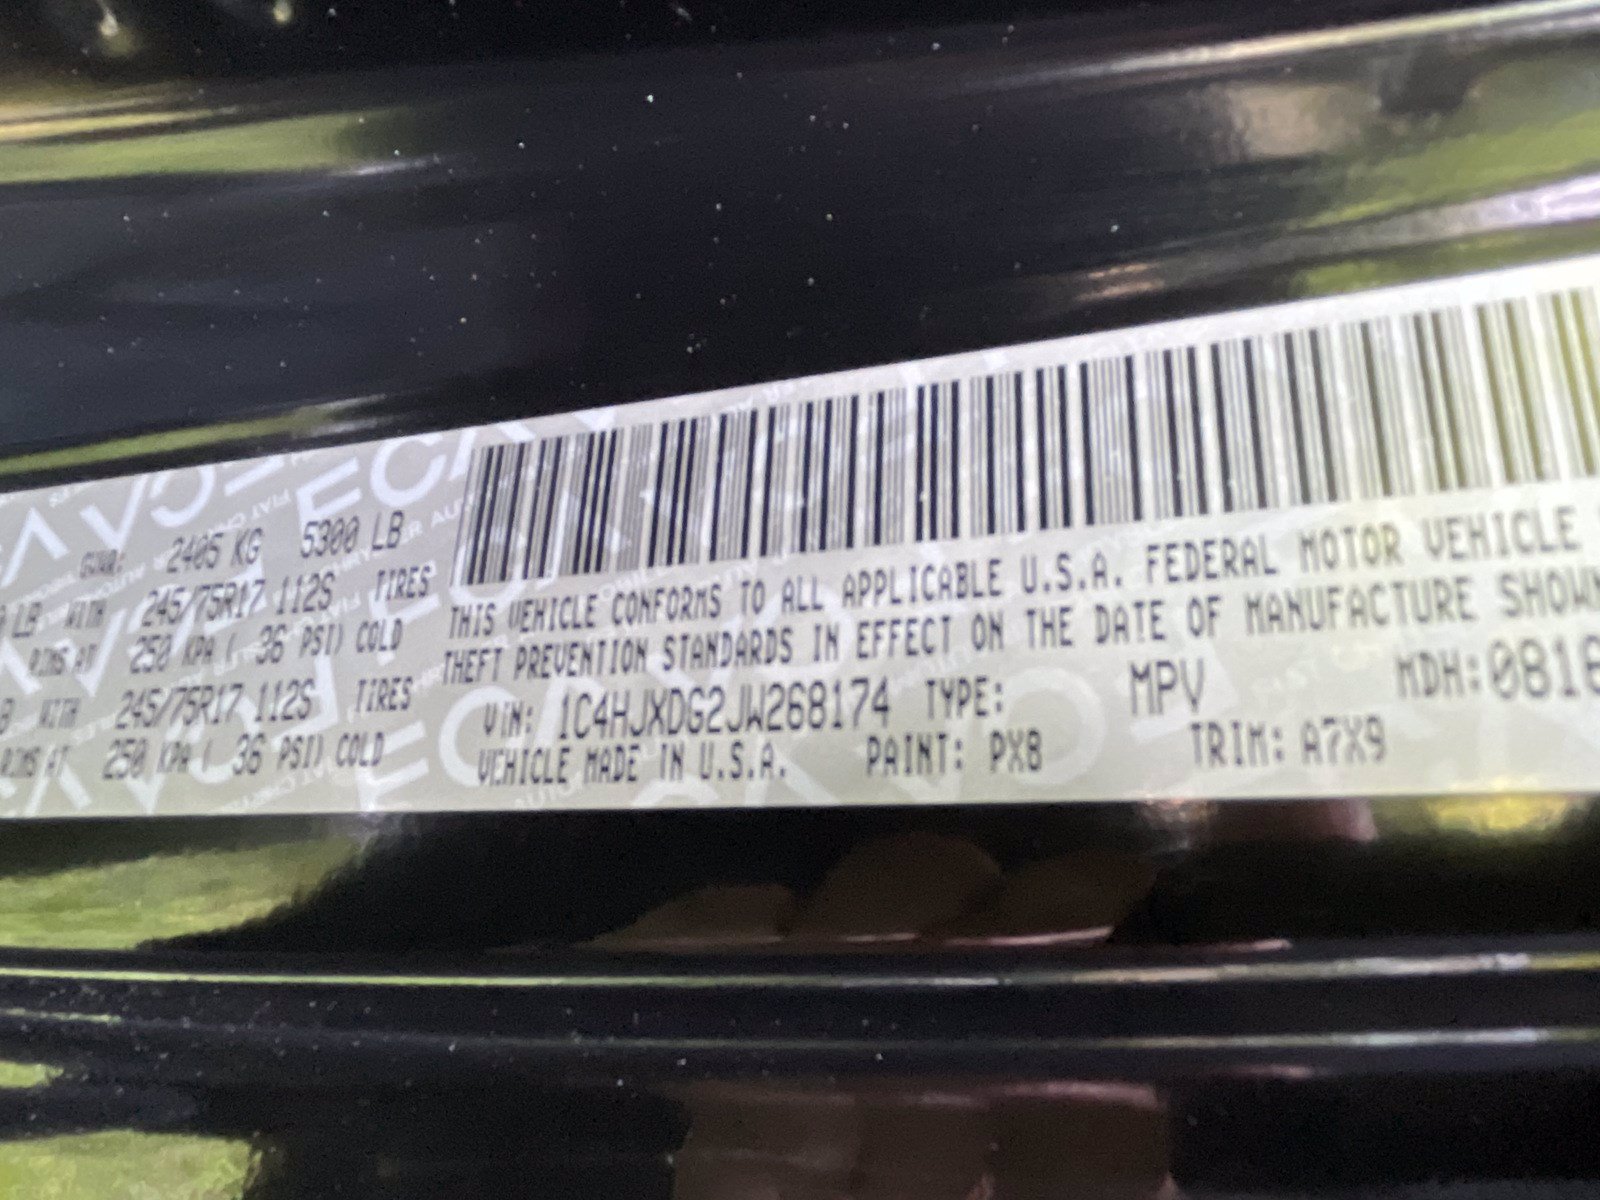 GVWR: 2405 KG 5300 LB
LB WITH 245/75R17 112S TIRES
RIMS AT 250 KPA ( 36 PSI) COLD
WITH 245/75R17 112S TIRES
RIMS AT 250 KPA ( 36 PSI) COLD
THIS VEHICLE CONFORMS TO ALL APPLICABLE U.S.A. FEDERAL MOTOR VEHICLE
THEFT PREVENTION STANDARDS IN EFFECT ON THE DATE OF MANUFACTURE SHOWN
VIN: 1C4HJXDG2JW268174 TYPE: MPV MDH:0816
VEHICLE MADE IN U.S.A. PAINT: PX8 TRIM: A7X9